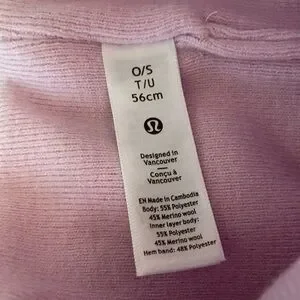 O/S
T/U
56cm
Designed in
Vancouver
Conçu à
Vancouver
EN Made in Cambodia
Body: 55% Polyester
45% Merino wool
Inner layer body:
55% Polyester
45% Merino wool
Hem band: 48% Polyester